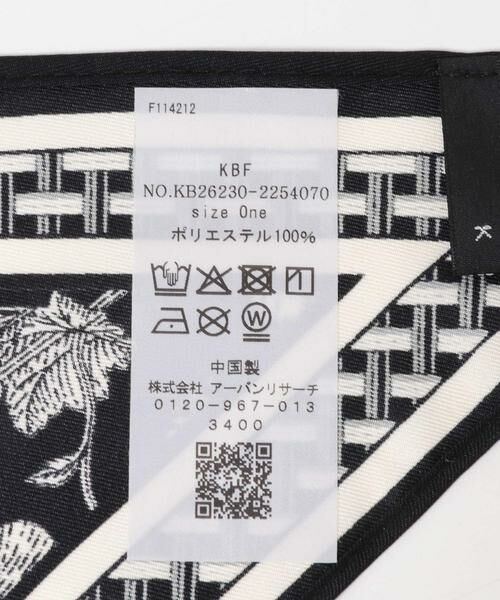 F114212
KBF
NO.KB26230-2254070
size One
ポリエステル100%
W
中国製
株式会社 アーバンリサーチ
0120-967-013
3400
K